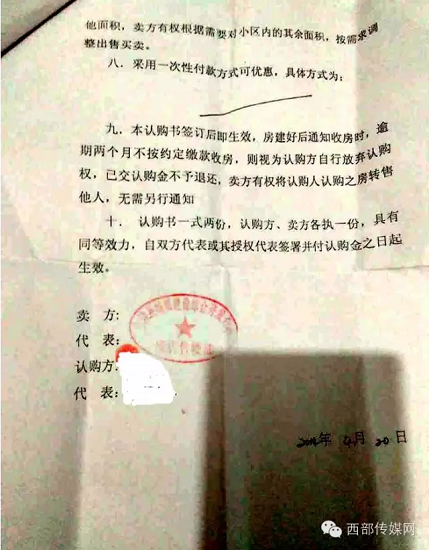 他面积，卖方有权根据需要对小区内的其余面积，按需求调
整出售买卖。
八、采用一次性付款方式可优惠，具体方式为：
九、本认购书签订后即生效，房建好后通知收房时，逾
期两个月不按约定缴款收房，则视为认购方自行放弃认购
权，已交认购金不予退还，卖方有权将认购人认购之房转售
他人，无需另行通知
十、认购书一式两份，认购方、卖方各执一份，具有
同等效力，自双方代表或其授权代表签署并付认购金之日起
生效。
卖 方：
代 表：
认购方：
代 表：
年 4月 20日
西部传媒网